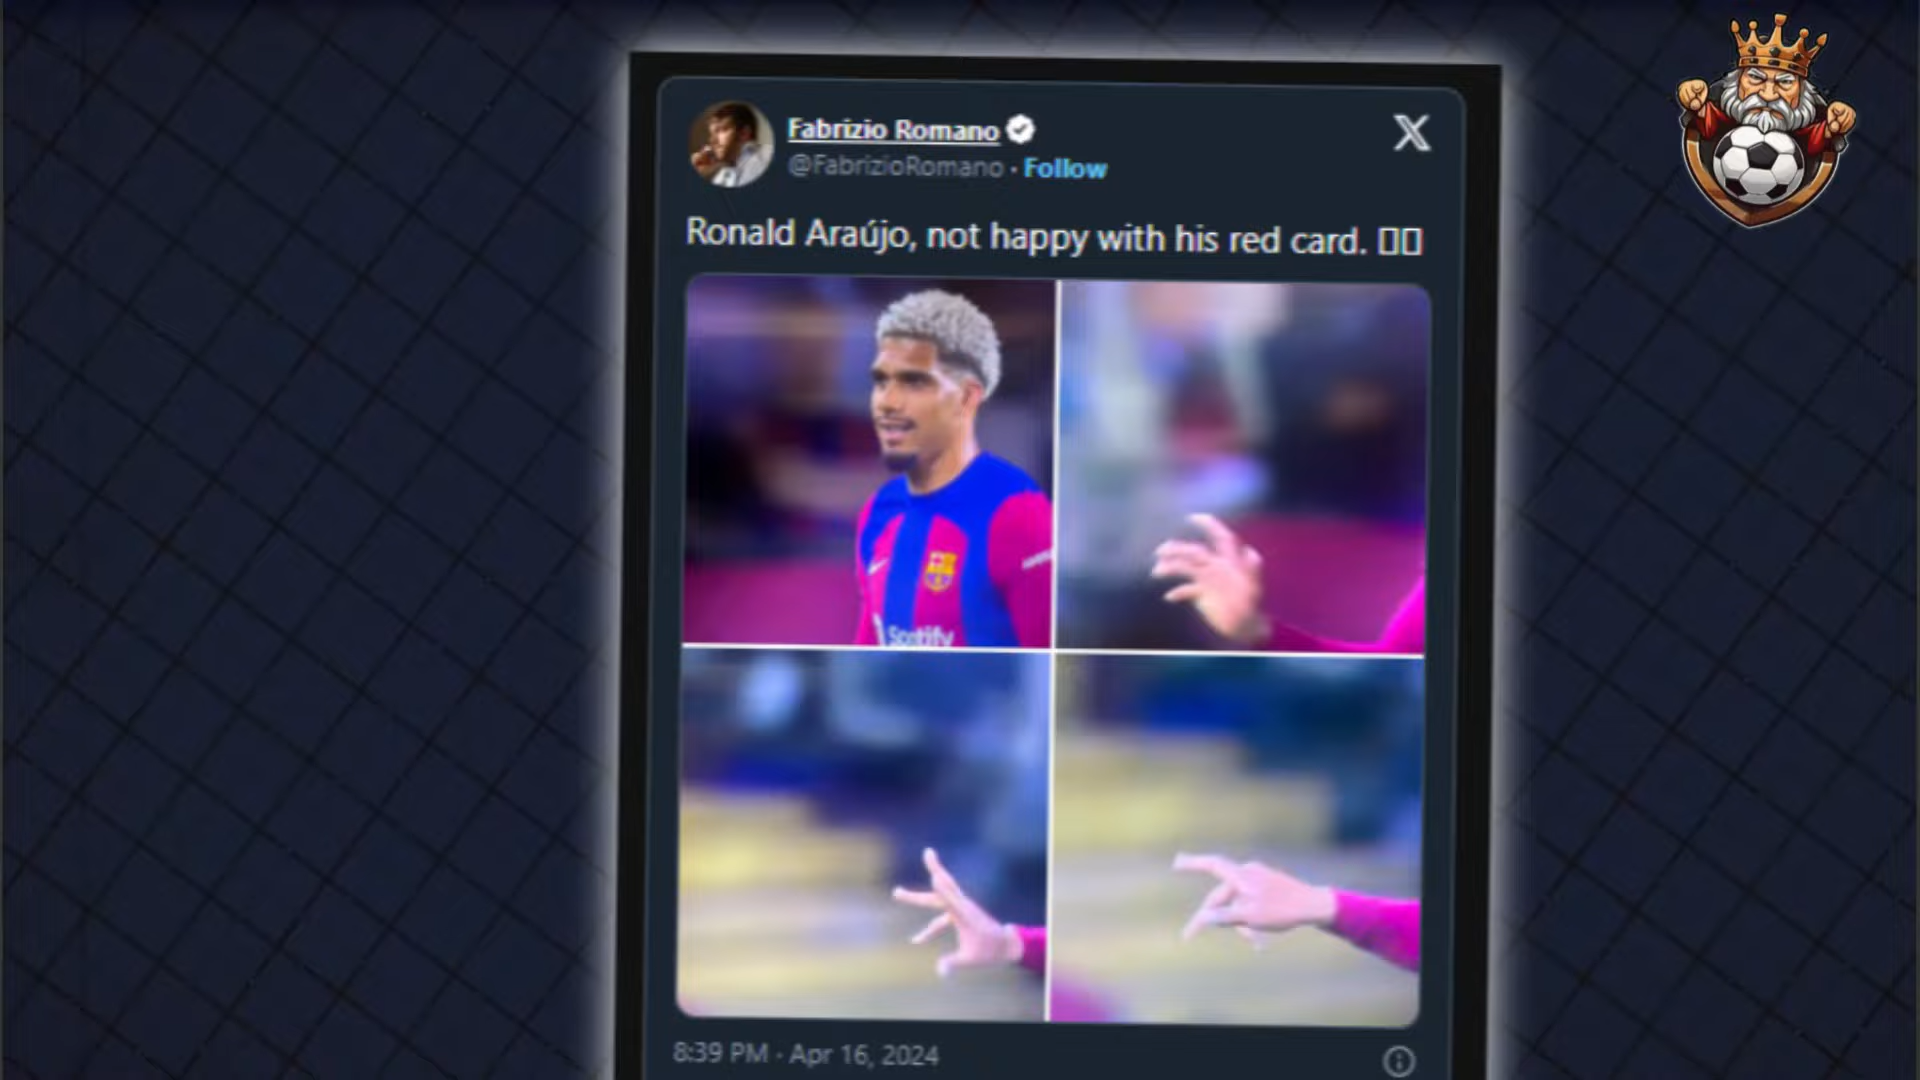 Fabrizio Romano
@FabrizioRomano · Follow
Ronald Araújo, not happy with his red card.
Spotify
8:39 PM · Apr 16, 2024